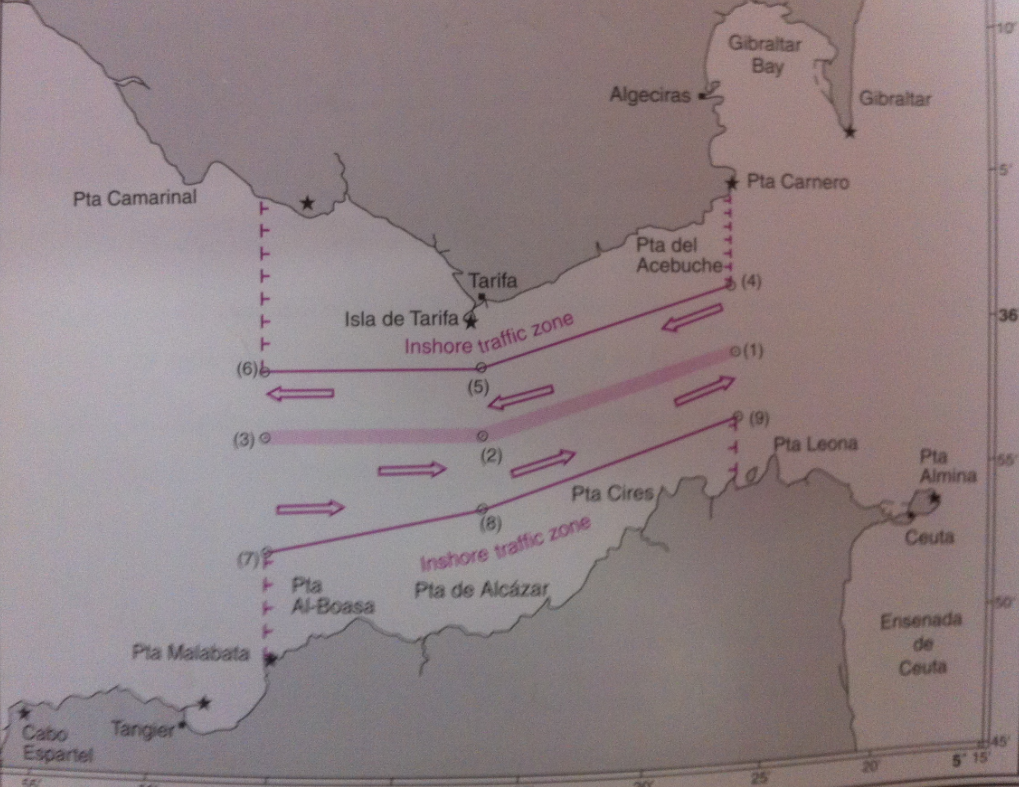 10'
Gibraltar
Bay
Algeciras
Gibraltar
5'
Pta Camarinal
Pta Carnero
Pta del
Acebuche
(4)
Tarifa
Isla de Tarifa
36
Inshore traffic zone
(1)
(6)
(5)
(3)
(2)
(9)
Pta Leona
55'
Pta
Almina
Pta Cires
(8)
Ceuta
Inshore traffic zone
(7)
Pta
Al-Boasa
Pta de Alcázar
50'
Ensenada
de
Ceuta
Pta Malabata
Tangier
Cabo
Espartel
45'
5° 15'
20'
25'
30'